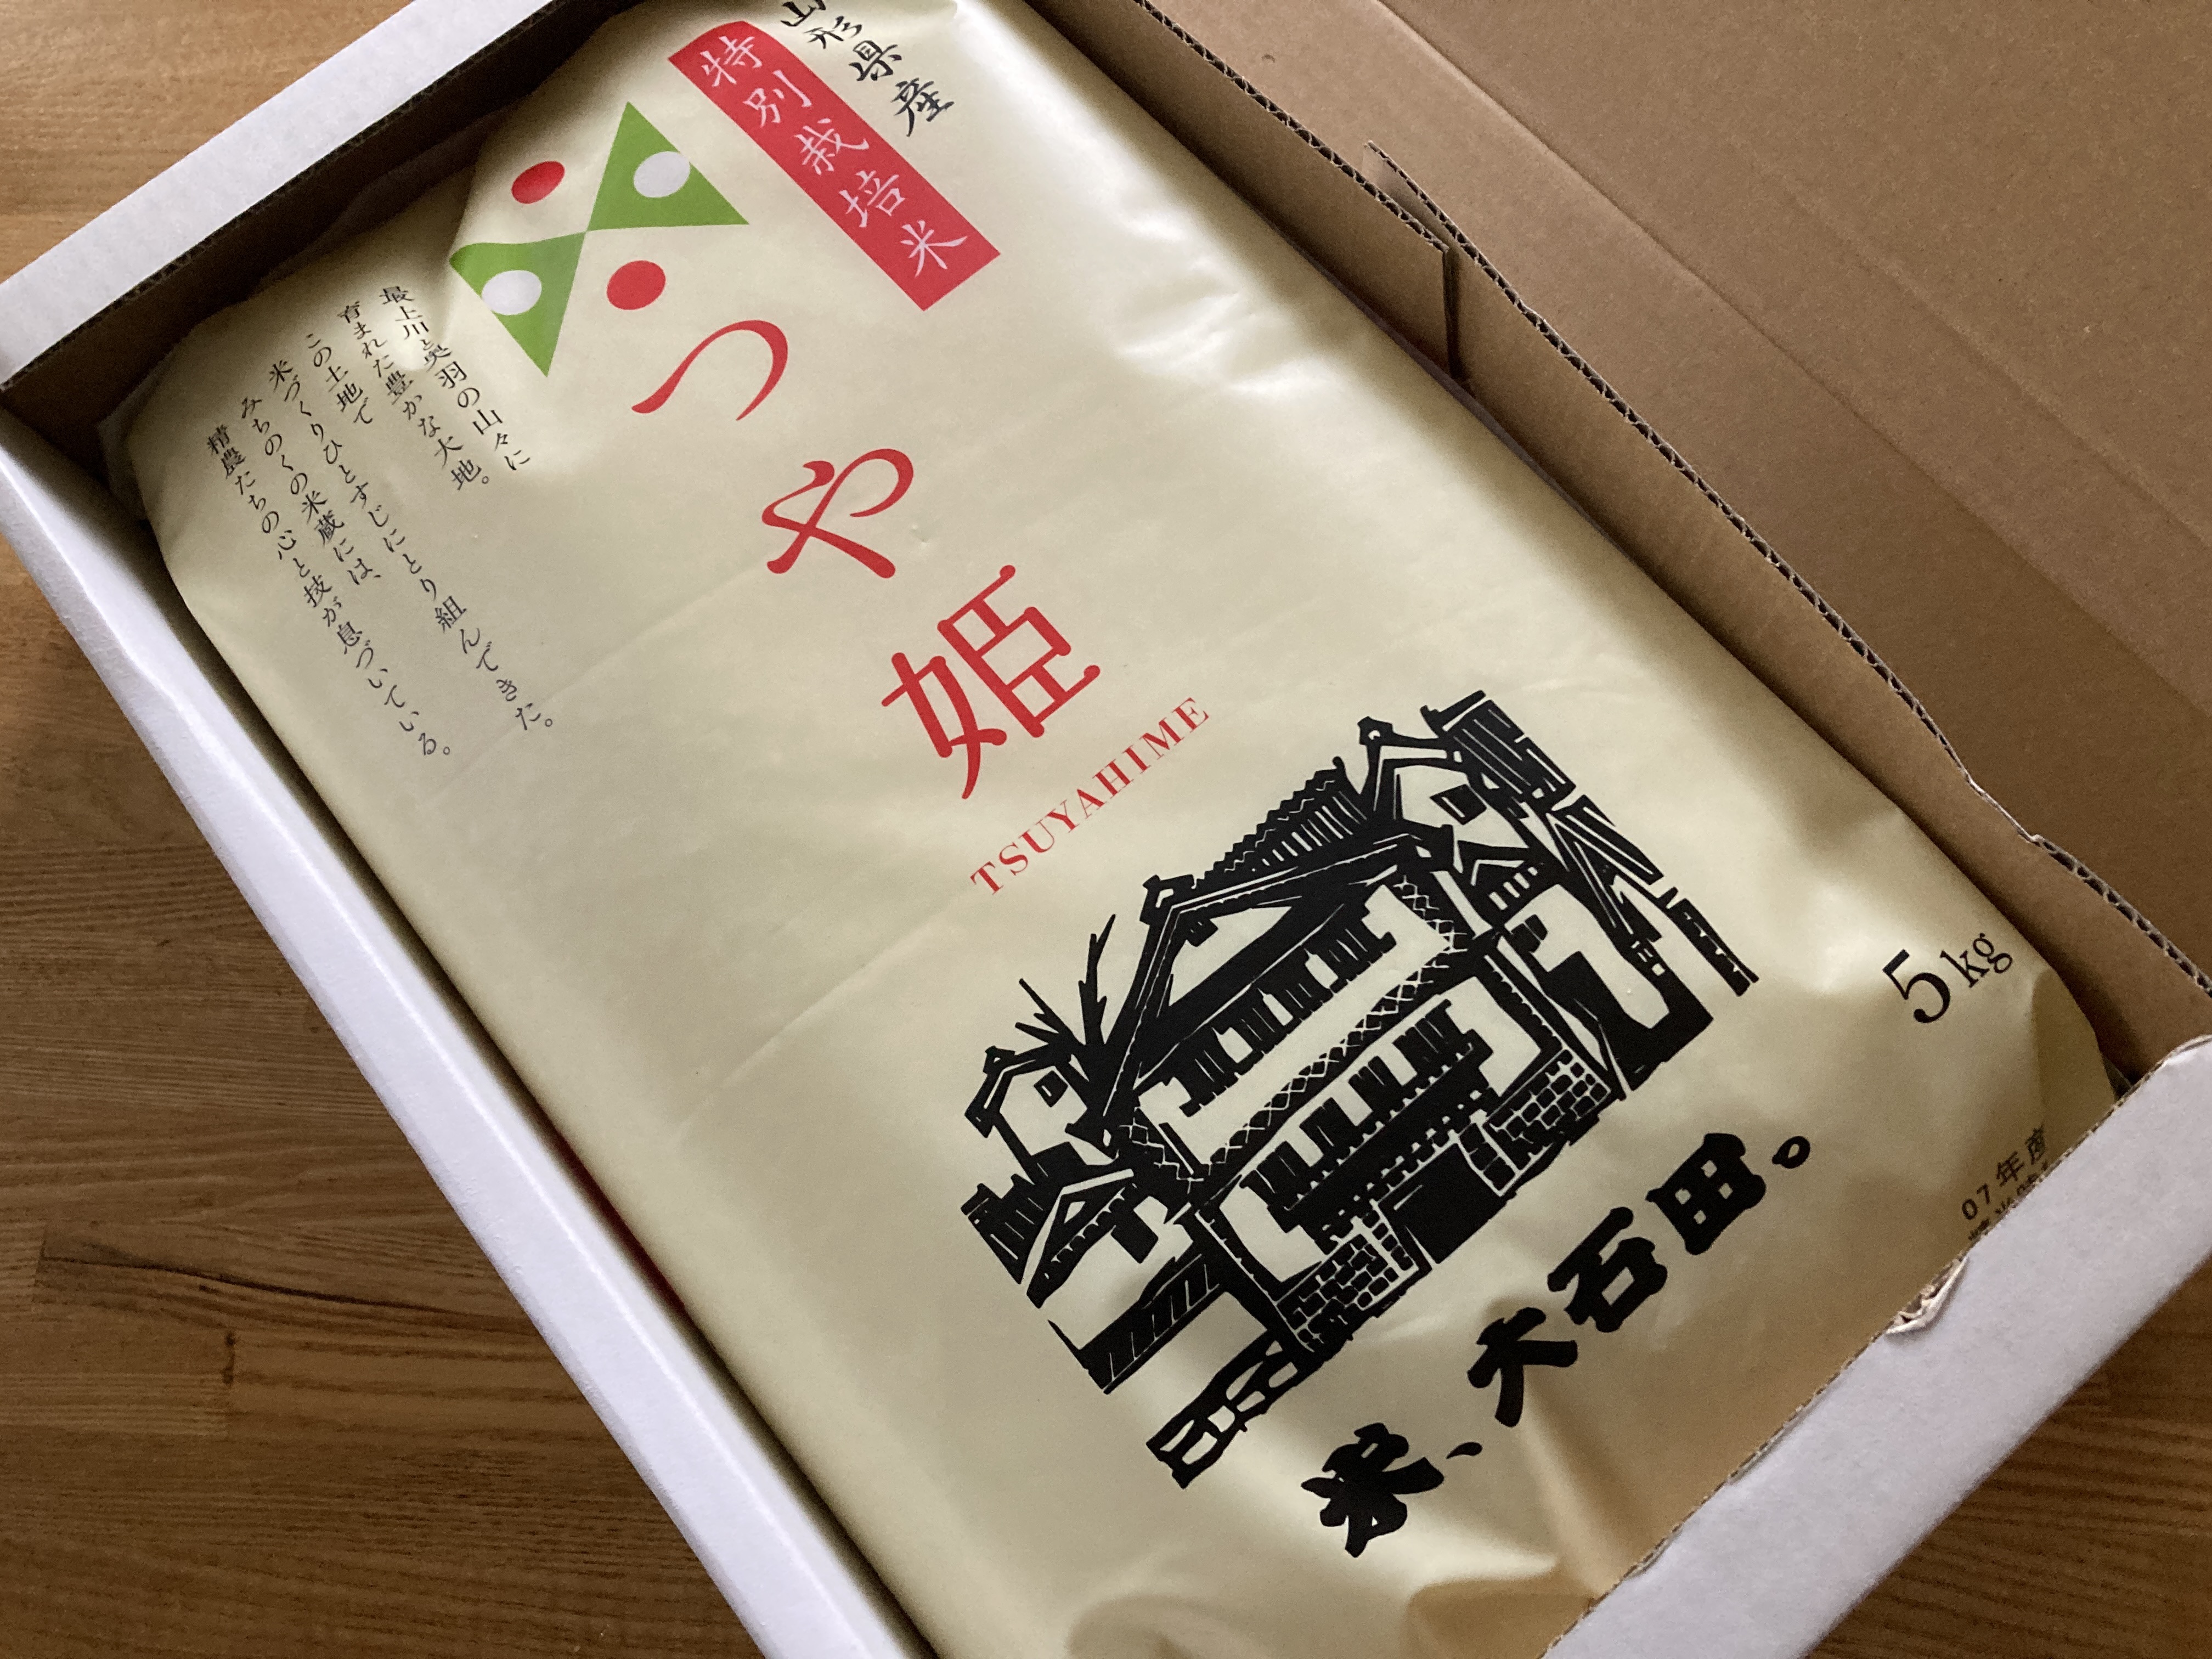 山形県産
特別栽培米
つや姫
TSUYAHIME
最上川と奥羽の山々に
育まれた豊かな大地。
この土地で
米づくりひとすじにとり組んできた。
みちのくの米蔵には、
精農たちの心と技が息づいている。
5kg
米、大石田。
07年産